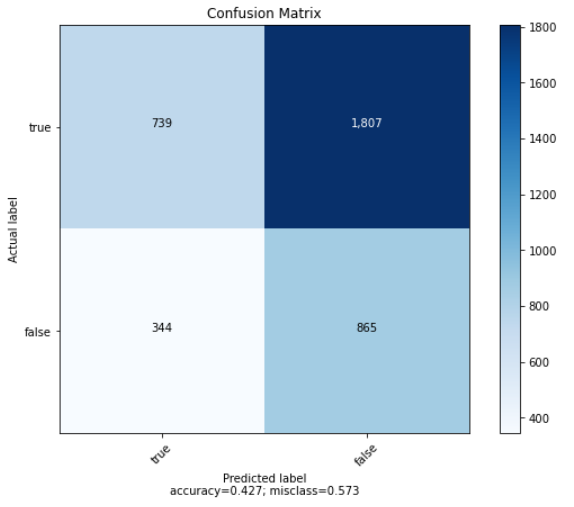 Confusion Matrix
1800
true
739
1,807
1600
1400
1200
Actual label
1000
800
false
344
865
600
400
true
false
Predicted label
accuracy=0.427; misclass=0.573